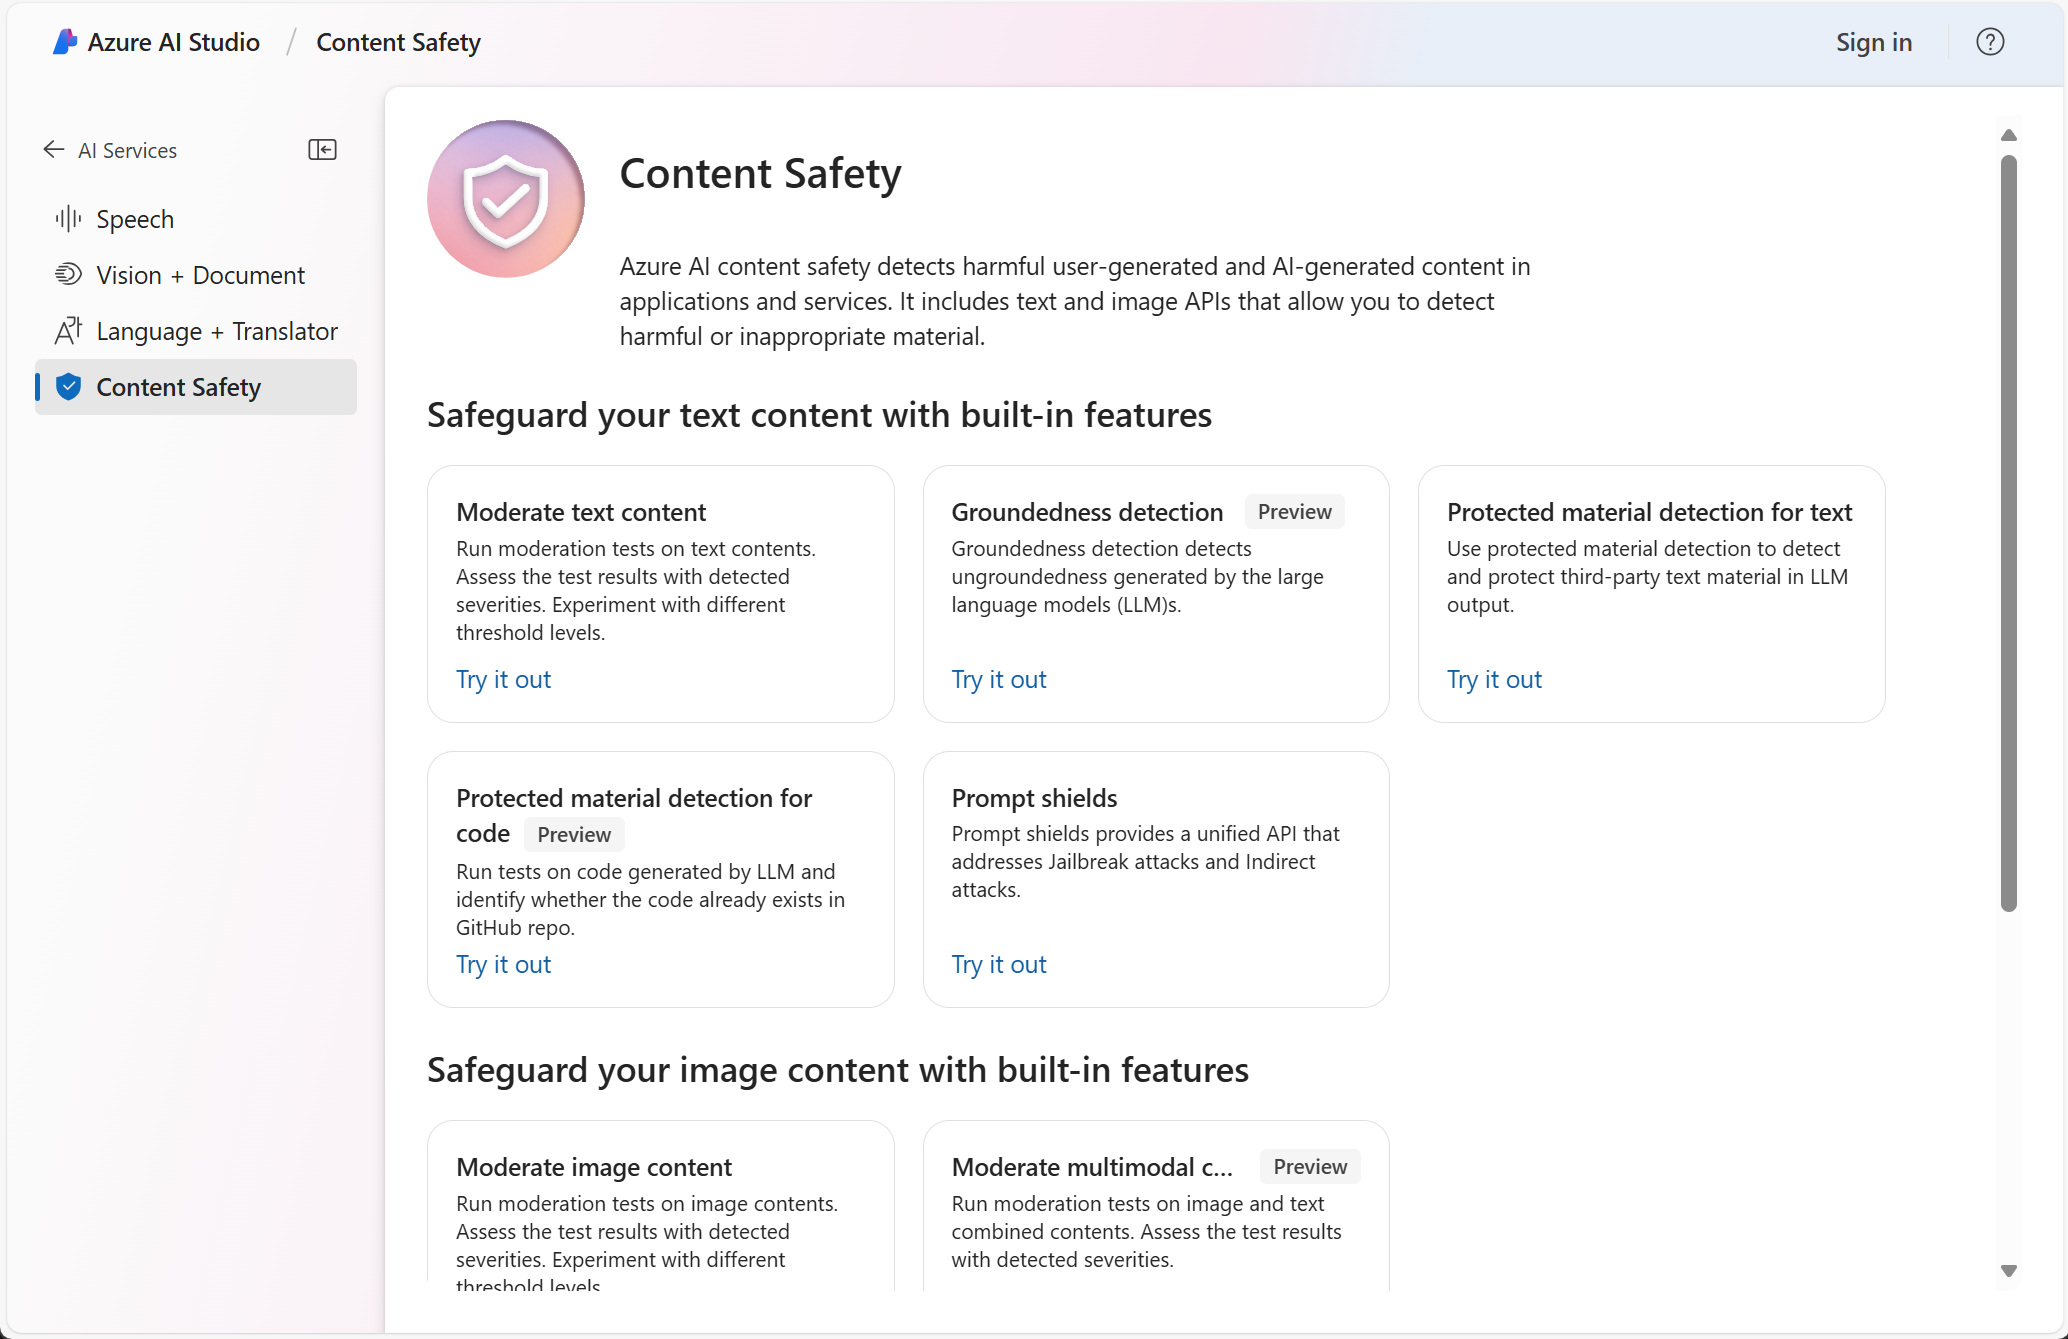 Azure AI Studio / Content Safety
Sign in
AI Services
Speech
Vision + Document
Language + Translator
Content Safety
Content Safety
Azure AI content safety detects harmful user-generated and AI-generated content in
applications and services. It includes text and image APIs that allow you to detect
harmful or inappropriate material.
Safeguard your text content with built-in features
Moderate text content
Run moderation tests on text contents.
Assess the test results with detected
severities. Experiment with different
threshold levels.
Try it out
Groundedness detection Preview
Groundedness detection detects
ungroundedness generated by the large
language models (LLM)s.
Try it out
Protected material detection for text
Use protected material detection to detect
and protect third-party text material in LLM
output.
Try it out
Protected material detection for
code Preview
Run tests on code generated by LLM and
identify whether the code already exists in
GitHub repo.
Try it out
Prompt shields
Prompt shields provides a unified API that
addresses Jailbreak attacks and Indirect
attacks.
Try it out
Safeguard your image content with built-in features
Moderate image content
Run moderation tests on image contents.
Assess the test results with detected
severities. Experiment with different
threshold levels
Moderate multimodal c... Preview
Run moderation tests on image and text
combined contents. Assess the test results
with detected severities.